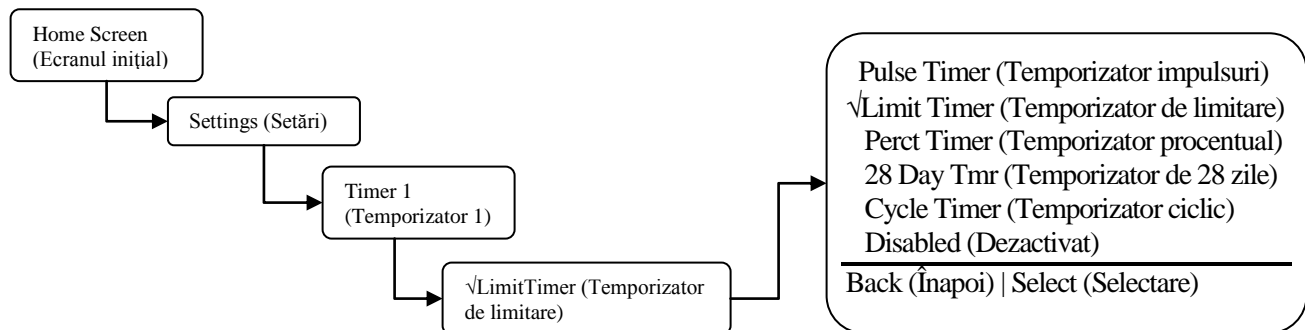 Home Screen
(Ecranul inițial)
Settings (Setări)
Timer 1
(Temporizator 1)
√LimitTimer (Temporizator
de limitare)
Pulse Timer (Temporizator impulsuri)
√Limit Timer (Temporizator de limitare)
Perct Timer (Temporizator procentual)
28 Day Tmr (Temporizator de 28 zile)
Cycle Timer (Temporizator ciclic)
Disabled (Dezactivat)
Back (Înapoi) | Select (Selectare)